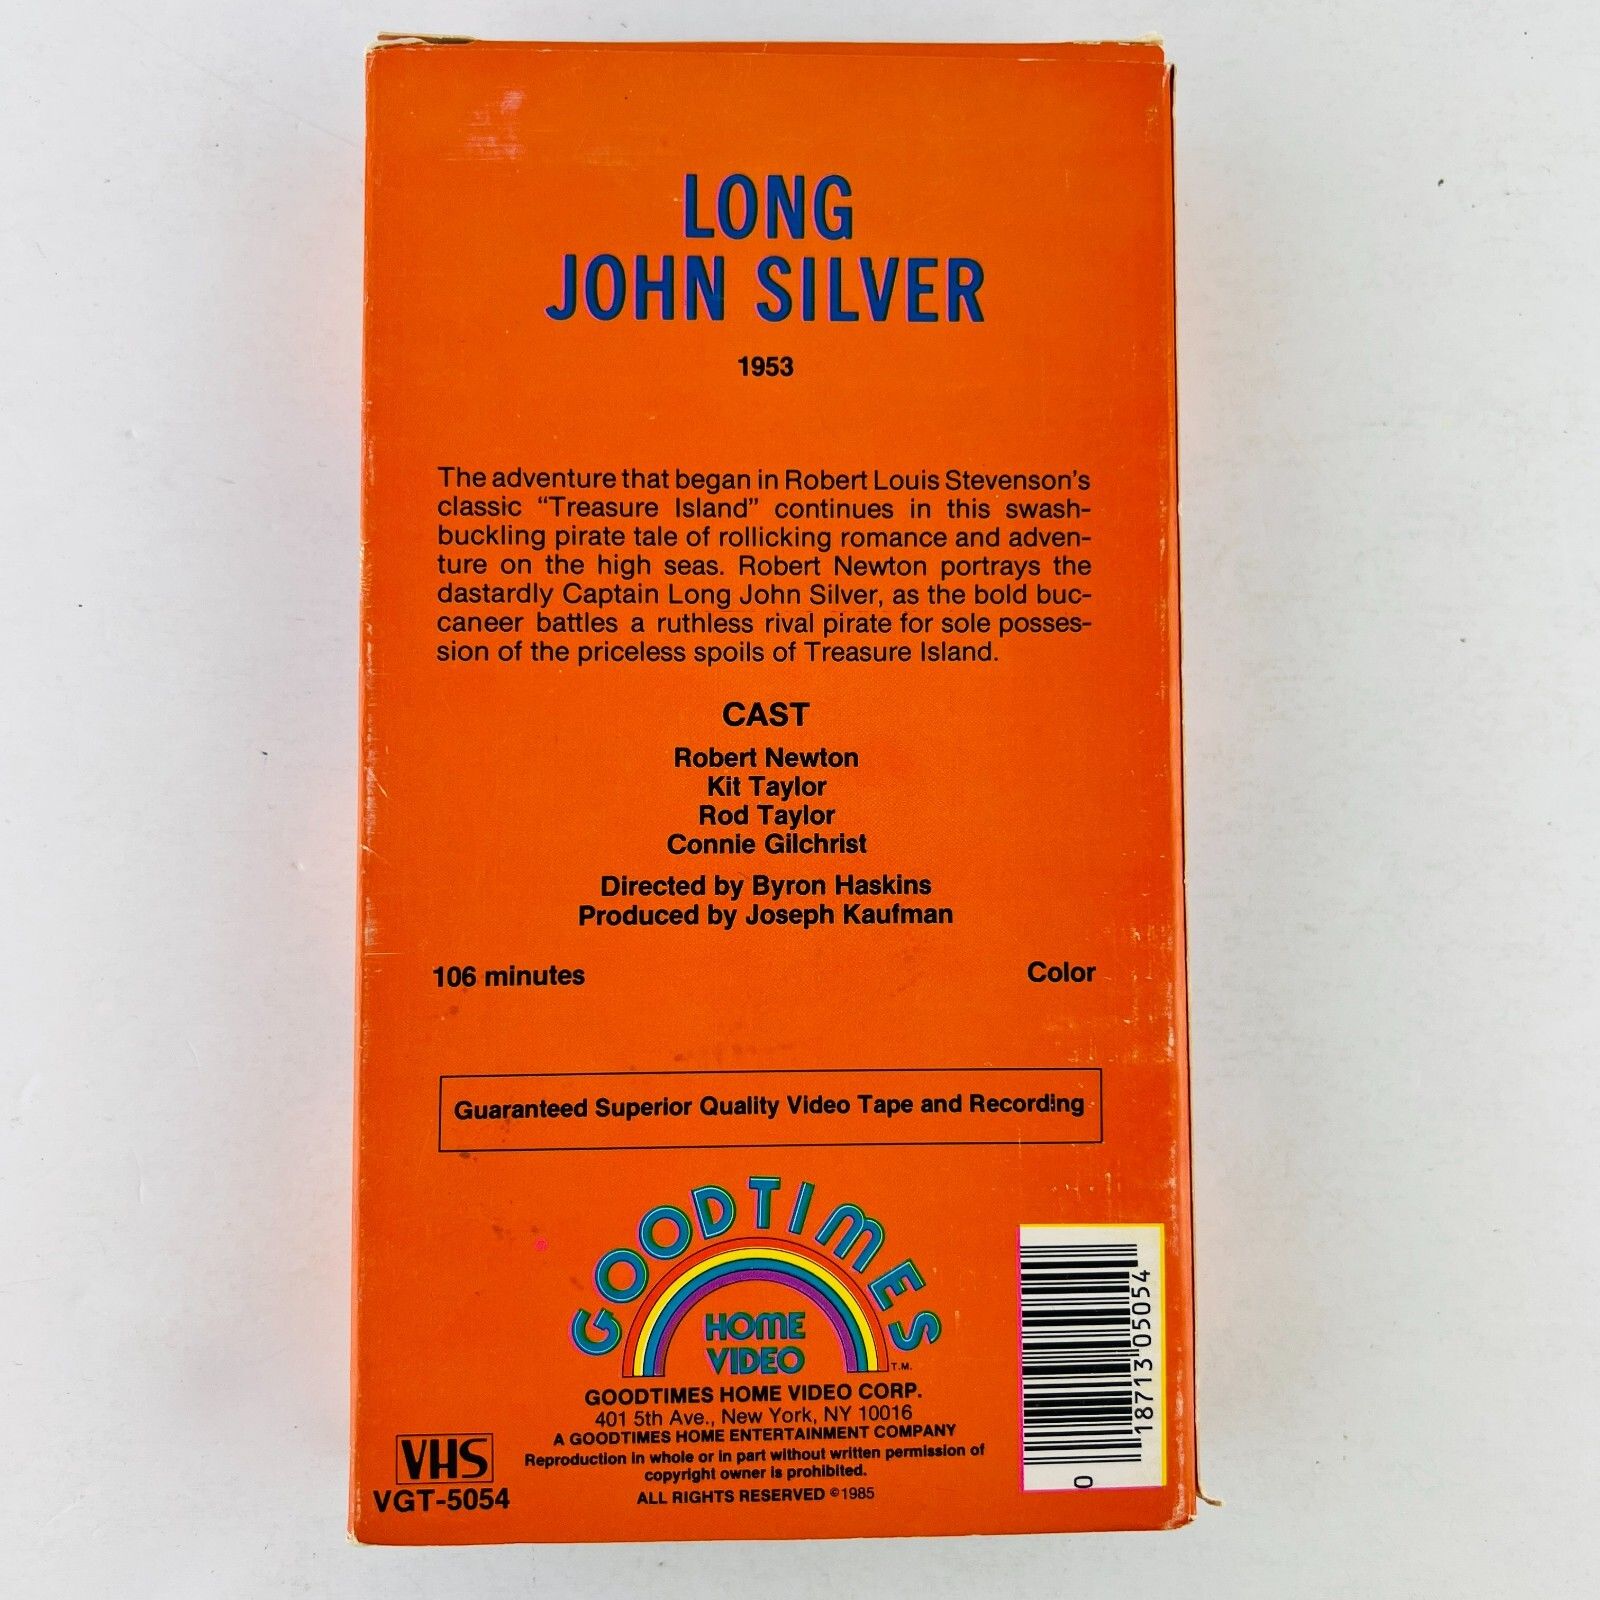 LONG
JOHN SILVER
1953
The adventure that began in Robert Louis Stevenson's
classic "Treasure Island" continues in this swash-
buckling pirate tale of rollicking romance and adven-
ture on the high seas. Robert Newton portrays the
dastardly Captain Long John Silver, as the bold buc-
caneer battles a ruthless rival pirate for sole posses-
sion of the priceless spoils of Treasure Island.
CAST
Robert Newton
Kit Taylor
Rod Taylor
Connie Gilchrist
Directed by Byron Haskins
Produced by Joseph Kaufman
106 minutes
Color
Guaranteed Superior Quality Video Tape and Recording
GOODTIMES
HOME
VIDEO
T.M.
GOODTIMES HOME VIDEO CORP.
401 5th Ave., New York, NY 10016
A GOODTIMES HOME ENTERTAINMENT COMPANY
Reproduction in whole or in part without written permission of
copyright owner is prohibited.
ALL RIGHTS RESERVED ©1985
VHS
VGT-5054
0 18713 05054